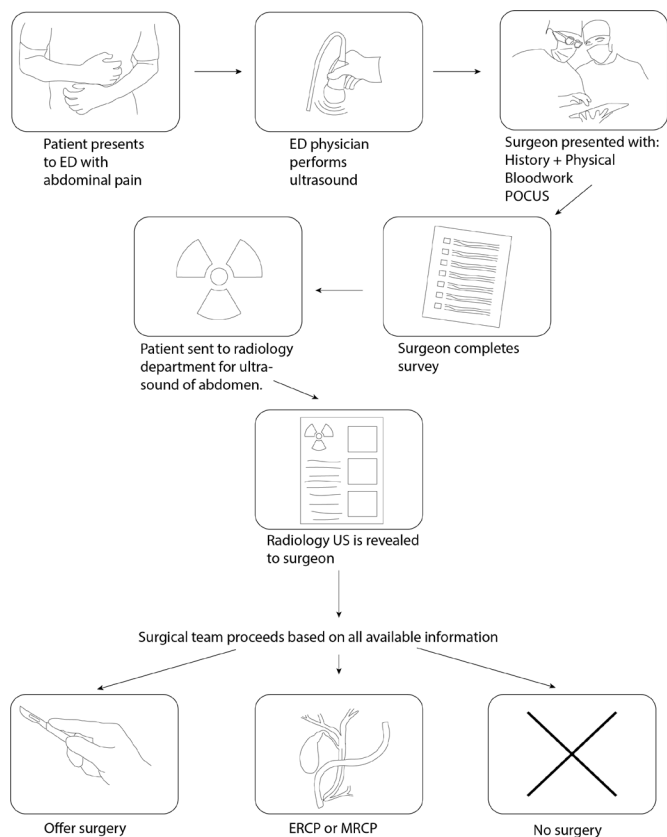 Patient presents
to ED with
abdominal pain
ED physician
performs
ultrasound
Surgeon presented with:
History + Physical
Bloodwork
POCUS
Surgeon completes
survey
Patient sent to radiology
department for ultra-
sound of abdomen.
Radiology US is revealed
to surgeon
Surgical team proceeds based on all available information
Offer surgery
ERCP or MRCP
No surgery